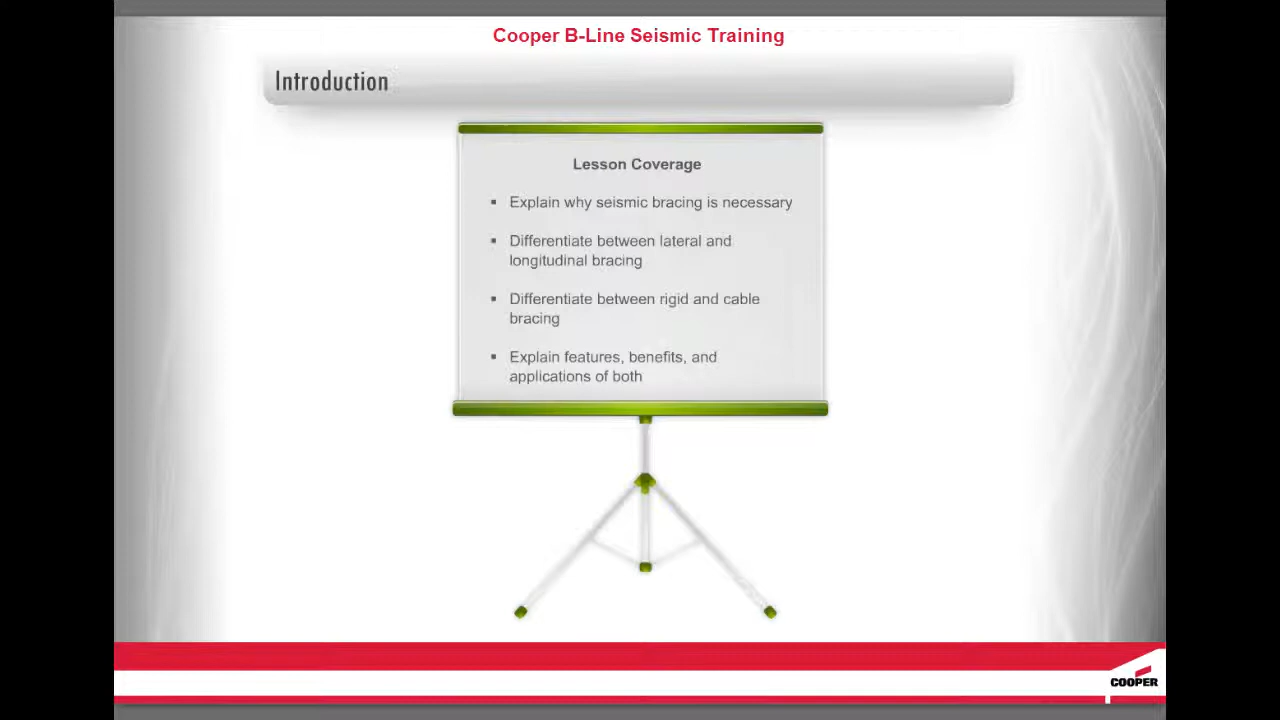 Cooper B-Line Seismic Training
Introduction
Lesson Coverage
▪ Explain why seismic bracing is necessary
▪ Differentiate between lateral and
longitudinal bracing
▪ Differentiate between rigid and cable
bracing
▪ Explain features, benefits, and
applications of both
COOPER